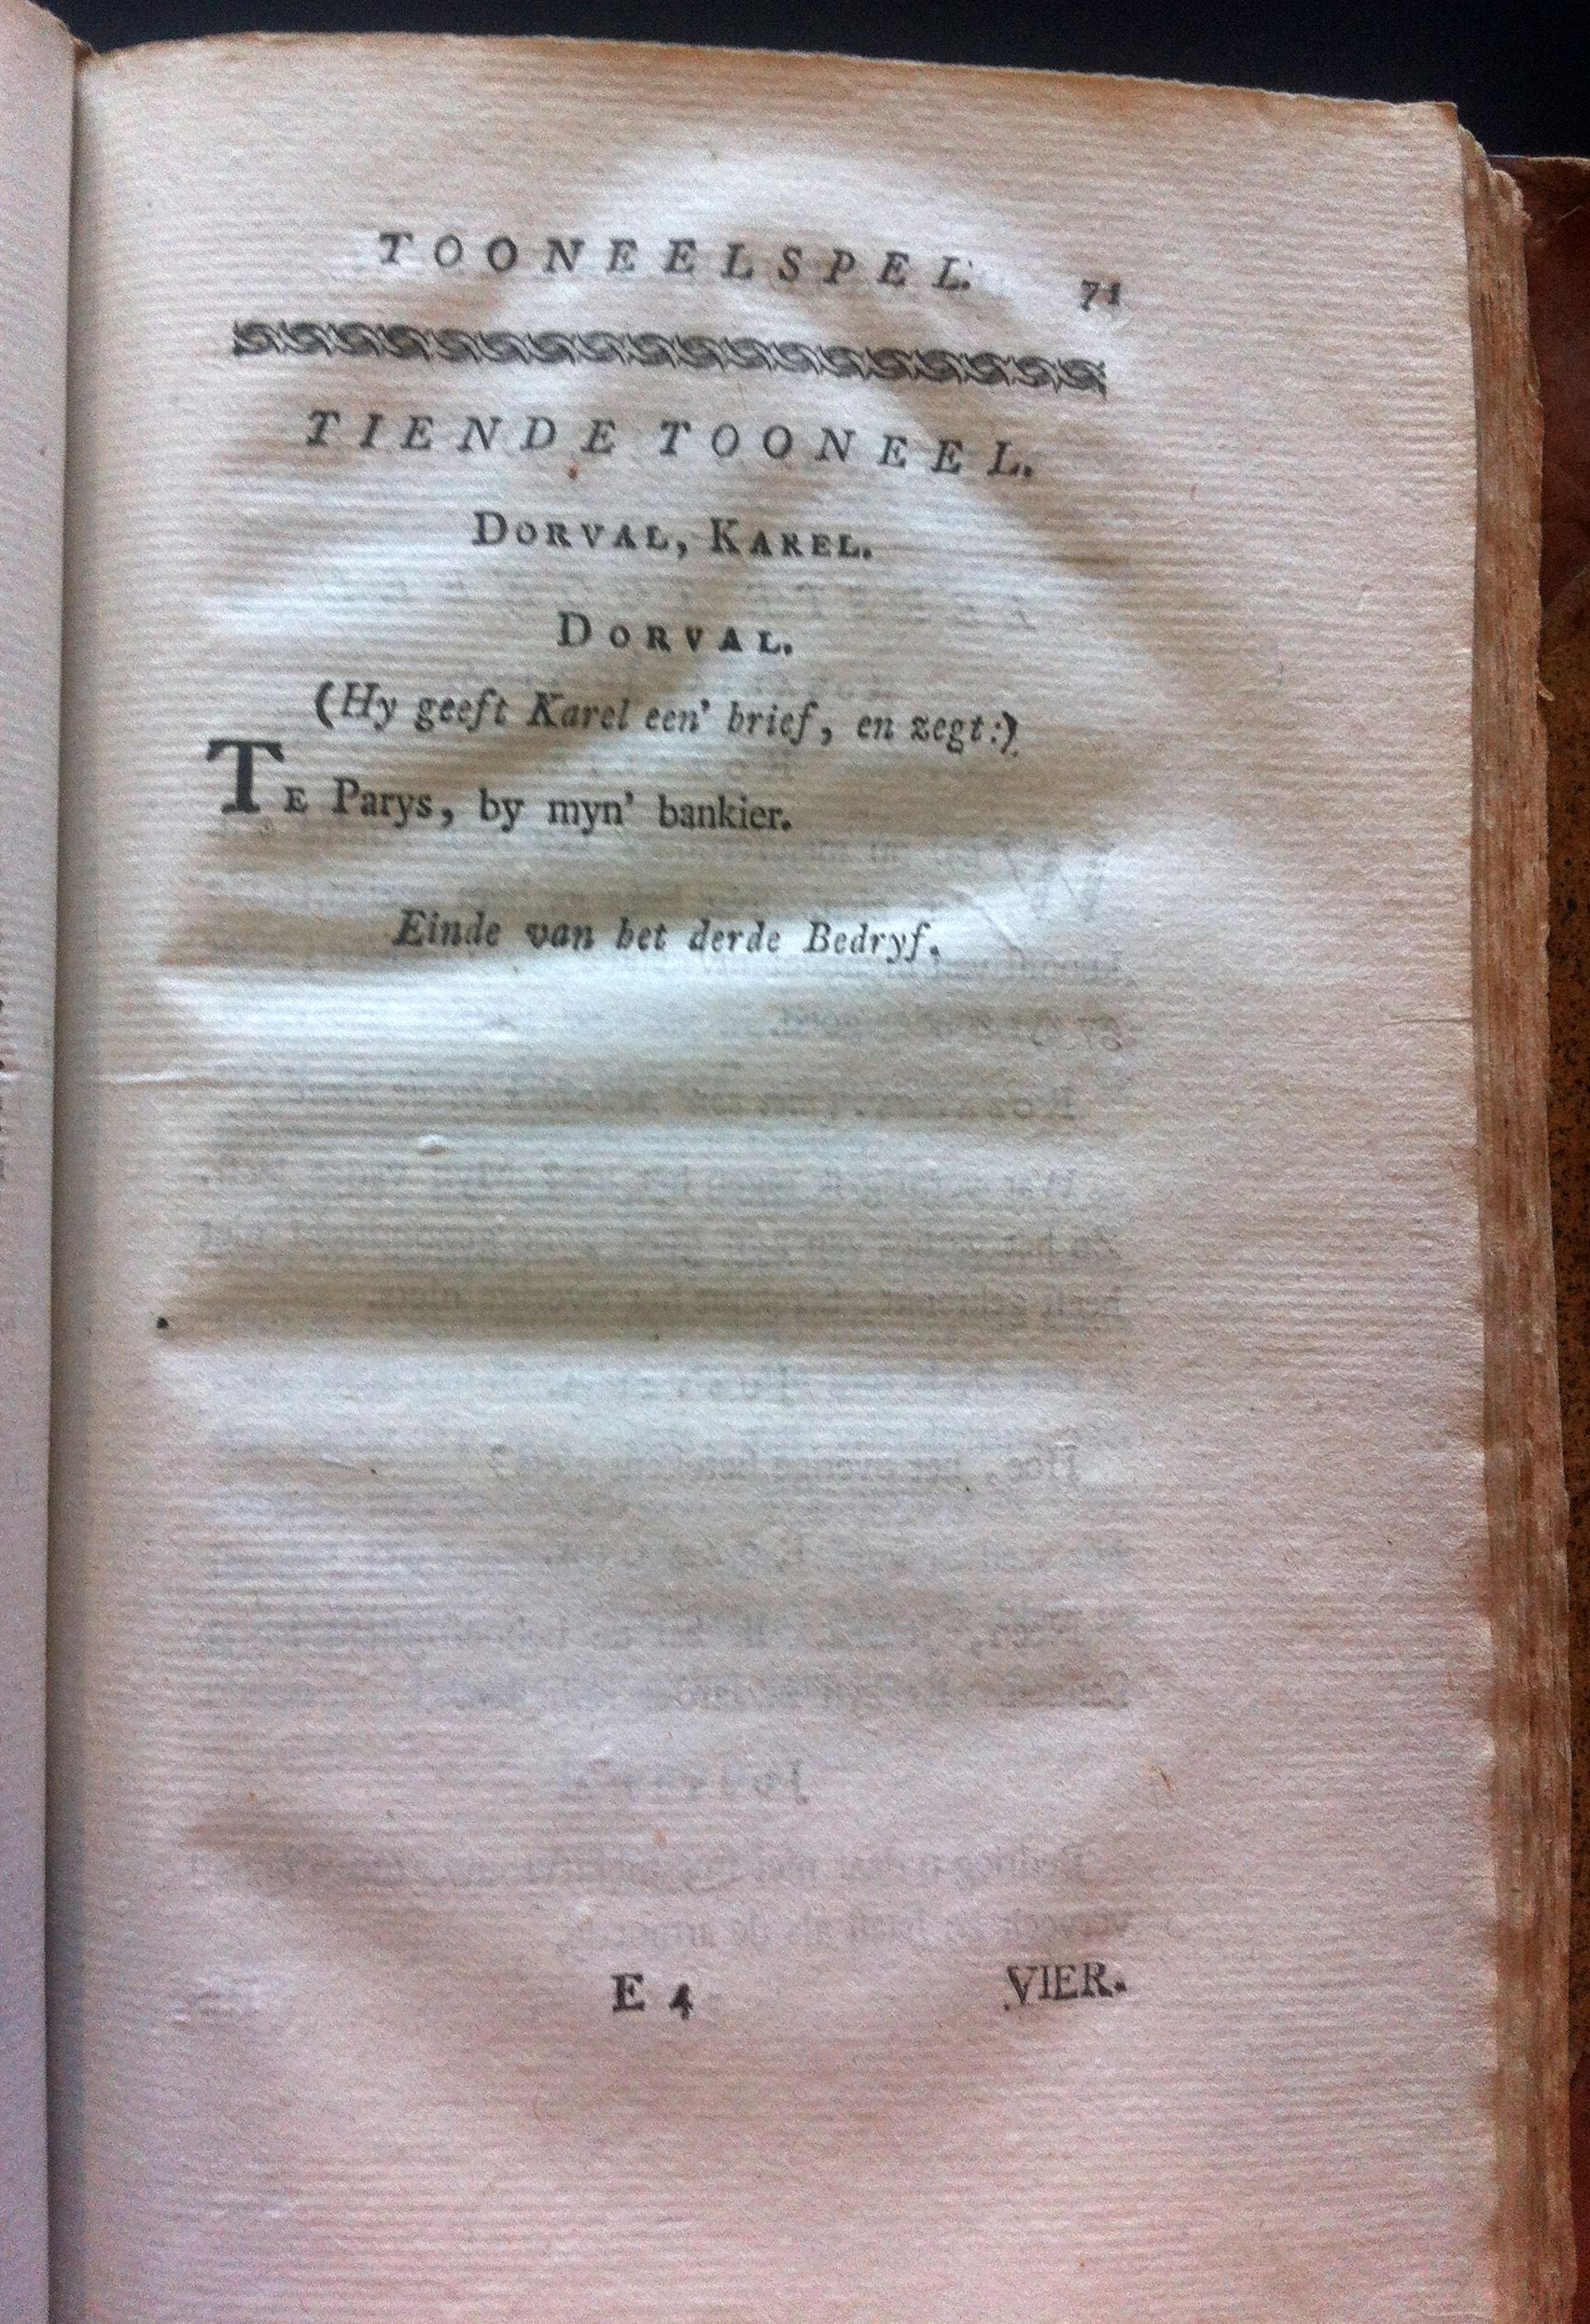 TOONEELSPEL. 71
TIENDE TOONEEL.
DORVAL, KAREL.
DORVAL.
(Hy geeft Karel een' brief, en zegt:)
TE Parys, by myn' bankier.
Einde van het derde Bedryf.
E 4 VIER.